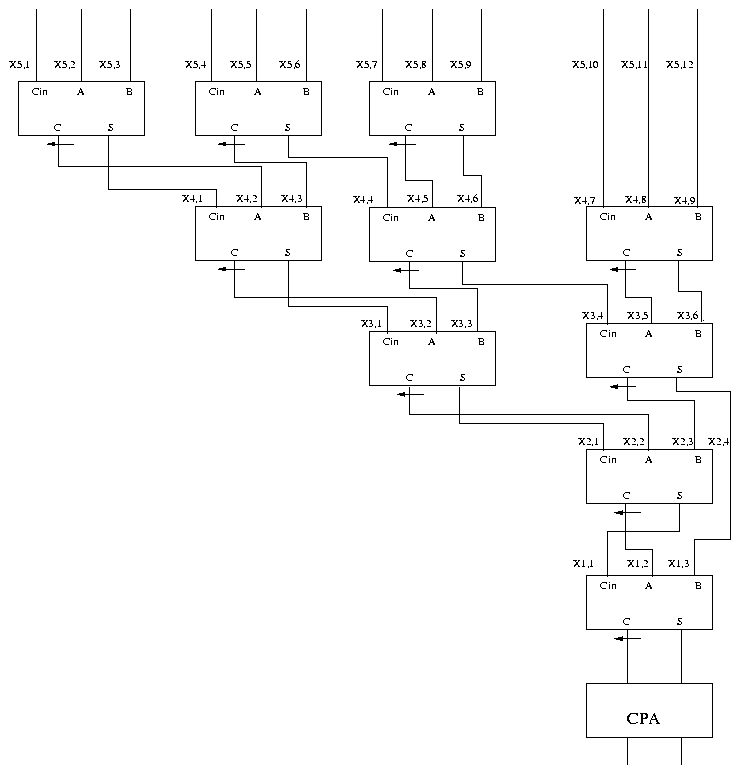 X5,1 X5,2 X5,3 X5,4 X5,5 X5,6 X5,7 X5,8 X5,9 X5,10 X5,11 X5,12
Cin A B Cin A B Cin A B
C S C S C S
X4,1 X4,2 X4,3 X4,4 X4,5 X4,6 X4,7 X4,8 X4,9
Cin A B Cin A B Cin A B
C S C S C S
X3,1 X3,2 X3,3 X3,4 X3,5 X3,6
Cin A B Cin A B
C S C S
X2,1 X2,2 X2,3 X2,4
Cin A B
C S
X1,1 X1,2 X1,3
Cin A B
C S
CPA